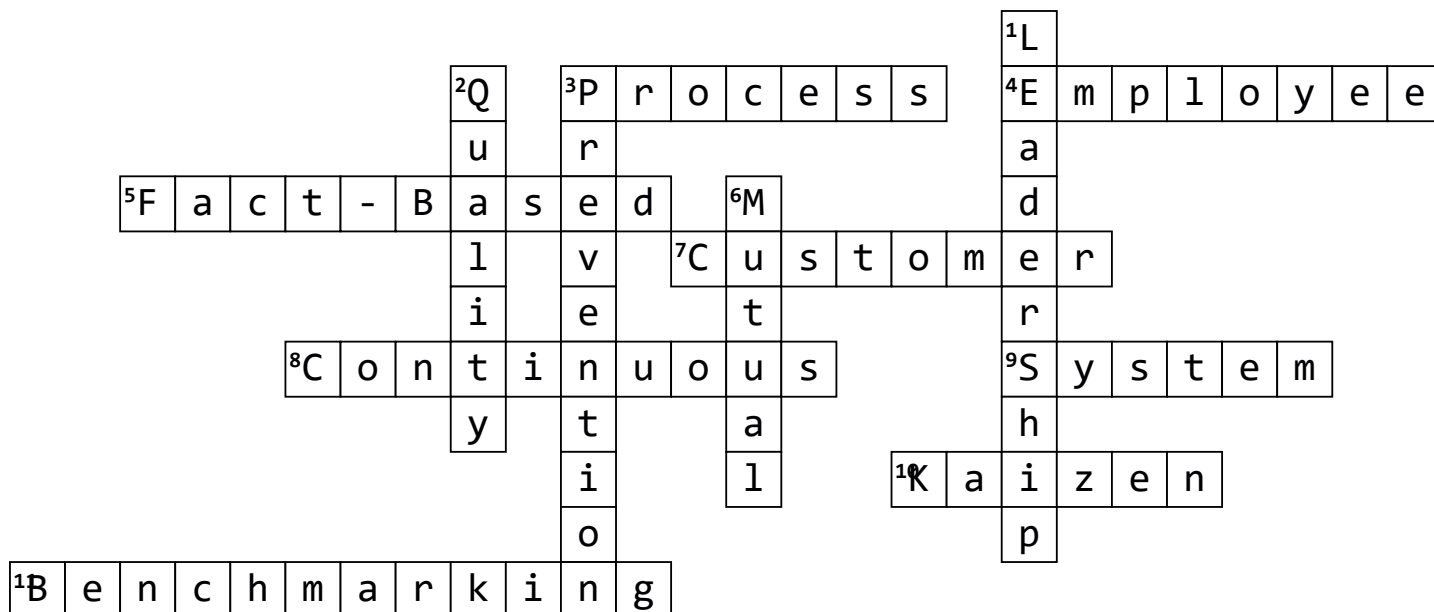 1L
2Q 3Process 4Employee
u r a
5Fact-Based 6M d
l v 7Customer
i e t r
8Continuous 9System
y t a h
i l 10Kaizen
o p
11Benchmarking